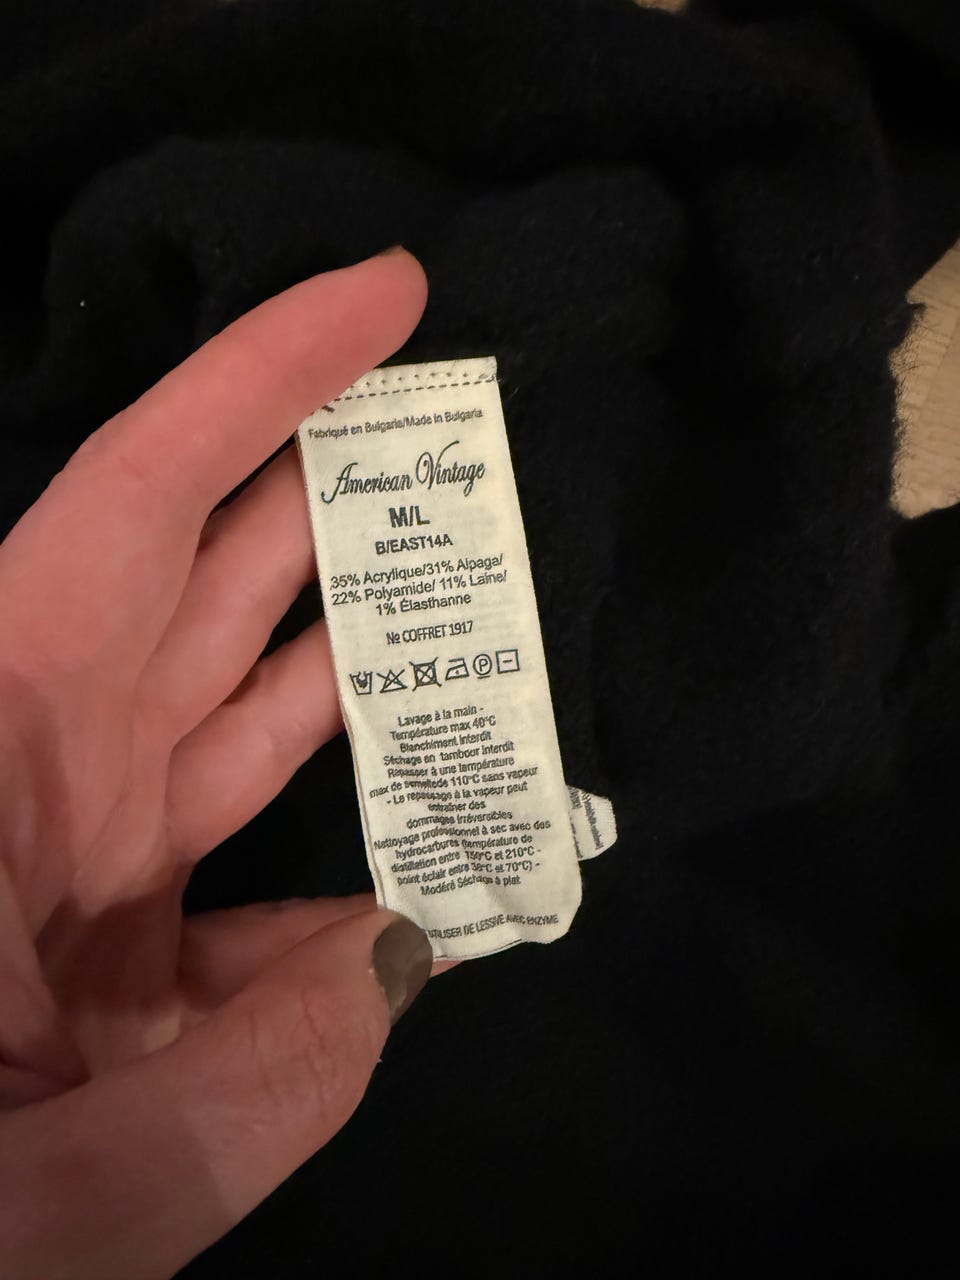 Fabriqué en Bulgarie/Made in Bulgaria
American Vintage
M/L
B/EAST14A
35% Acrylique/31% Alpaga/
22% Polyamide/ 11% Laine/
1% Élasthanne
№ COFFRET 1917
P
Lavage à la main -
Température max 40°C
Blanchiment interdit
Séchage en tambour interdit
Repasser à une température
max de semellede 110°C sans vapeur
- Le repassage à la vapeur peut
entraîner des
dommages irréversibles
Nettoyage professionnel à sec avec des
hydrocarbures (température de
distillation entre 150°C et 210°C -
point éclair entre 38°C et 70°C) -
Modéré Séchage à plat
UTILISER DE LESSIVE AVEC ENZYME